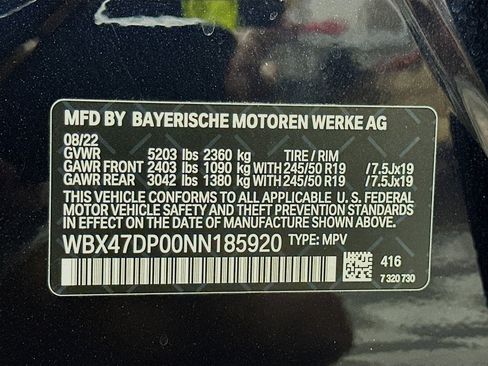 MFD BY BAYERISCHE MOTOREN WERKE AG
08/22
GVWR 5203 lbs 2360 kg TIRE / RIM
GAWR FRONT 2403 lbs 1090 kg WITH 245/50 R19 /7.5Jx19
GAWR REAR 3042 lbs 1380 kg WITH 245/50 R19 /7.5Jx19
THIS VEHICLE CONFORMS TO ALL APPLICABLE U. S. FEDERAL
MOTOR VEHICLE SAFETY AND THEFT PREVENTION STANDARDS
IN EFFECT ON THE DATE OF MANUFACTURE SHOWN ABOVE.
WBX47DP00NN185920 TYPE: MPV
416
7 320 730